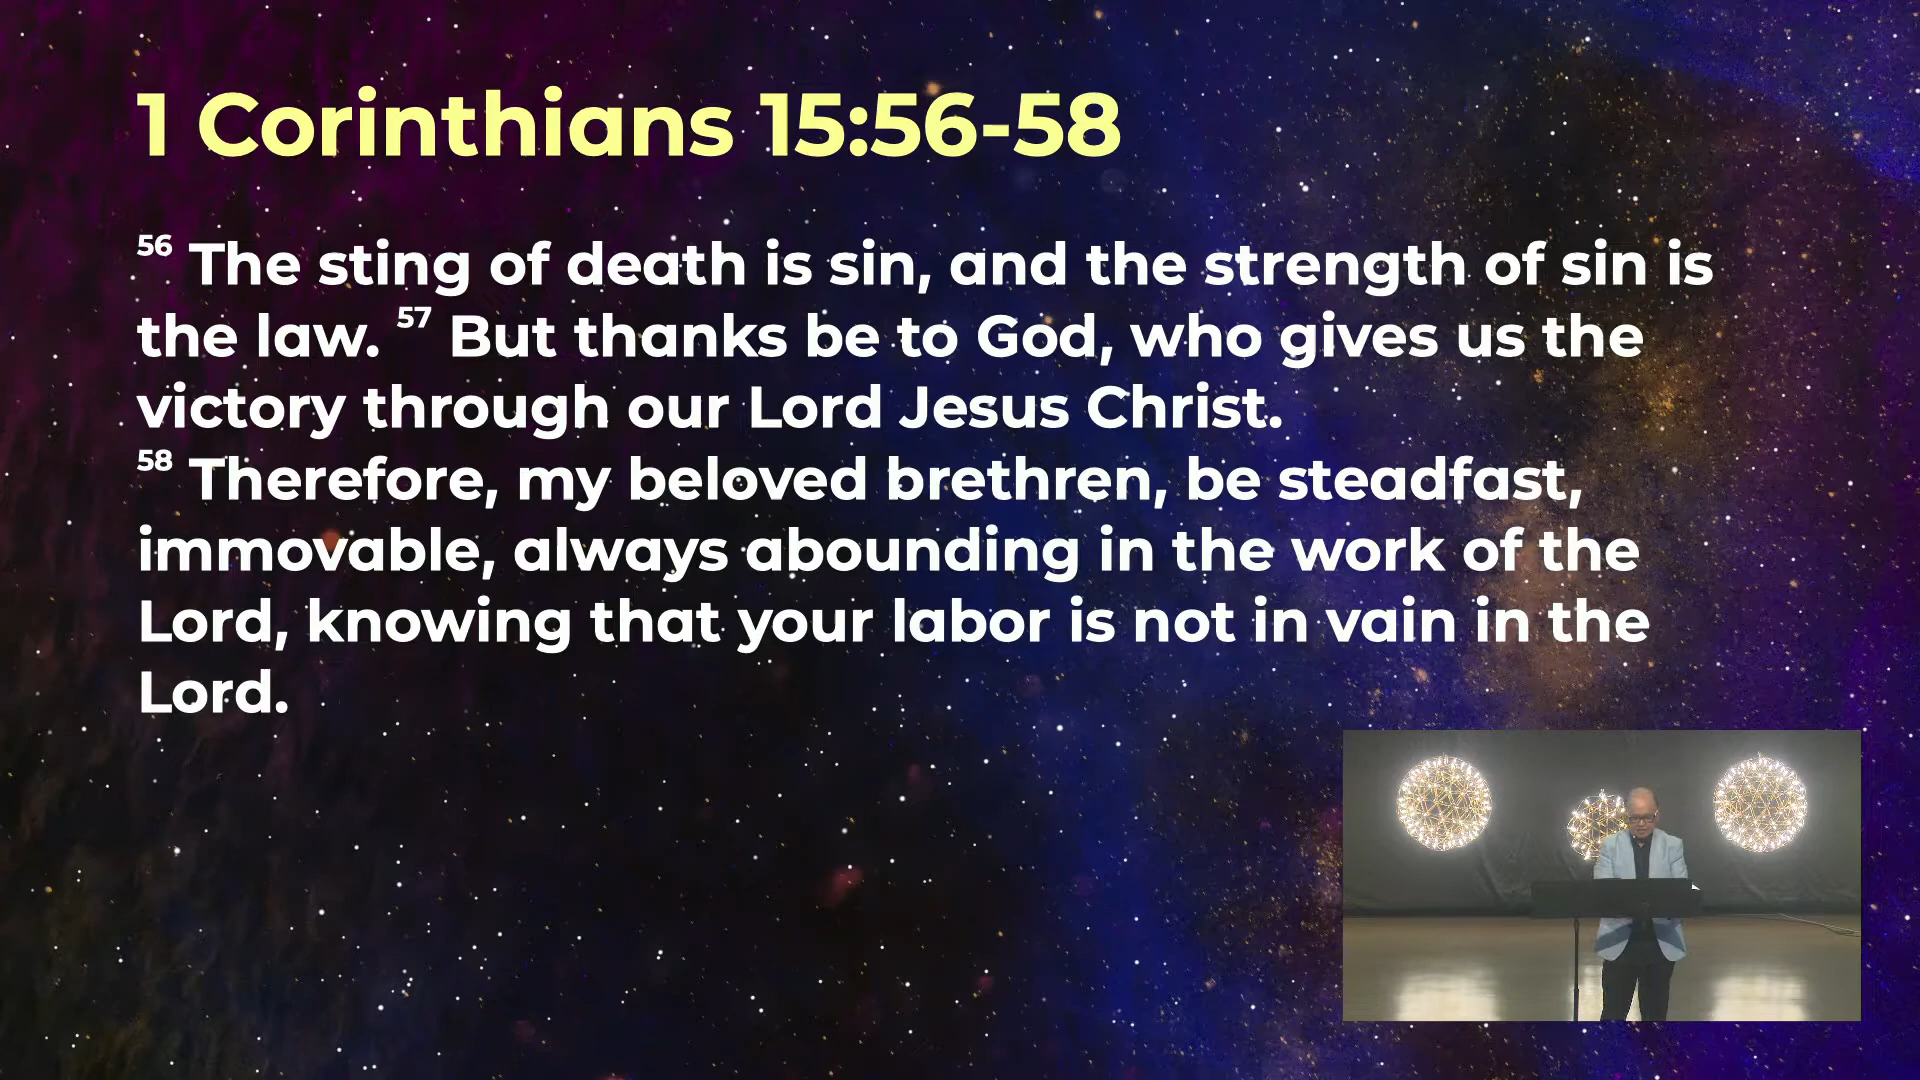 1 Corinthians 15:56-58
56 The sting of death is sin, and the strength of sin is
the law. 57 But thanks be to God, who gives us the
victory through our Lord Jesus Christ.
58 Therefore, my beloved brethren, be steadfast,
immovable, always abounding in the work of the
Lord, knowing that your labor is not in vain in the
Lord.